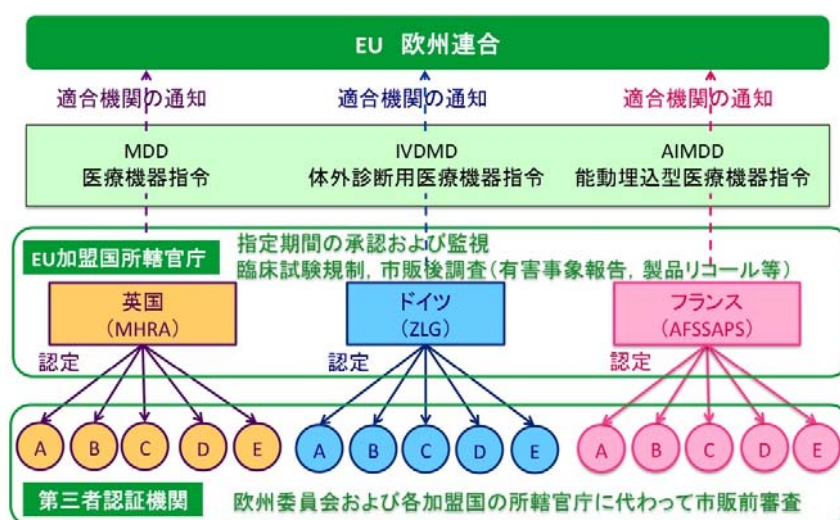 EU 欧州連合
適合機関の通知
適合機関の通知
適合機関の通知
MDD
医療機器指令
IVDMD
体外診断用医療機器指令
AIMDD
能動埋込型医療機器指令
EU加盟国所轄官庁
指定期間の承認および監視
臨床試験規制，市販後調査（有害事象報告，製品リコール等）
英国
（MHRA）
ドイツ
（ZLG）
フランス
（AFSSAPS）
認定
認定
認定
A B C D E
A B C D E
A B C D E
第三者認証機関
欧州委員会および各加盟国の所轄官庁に代わって市販前審査